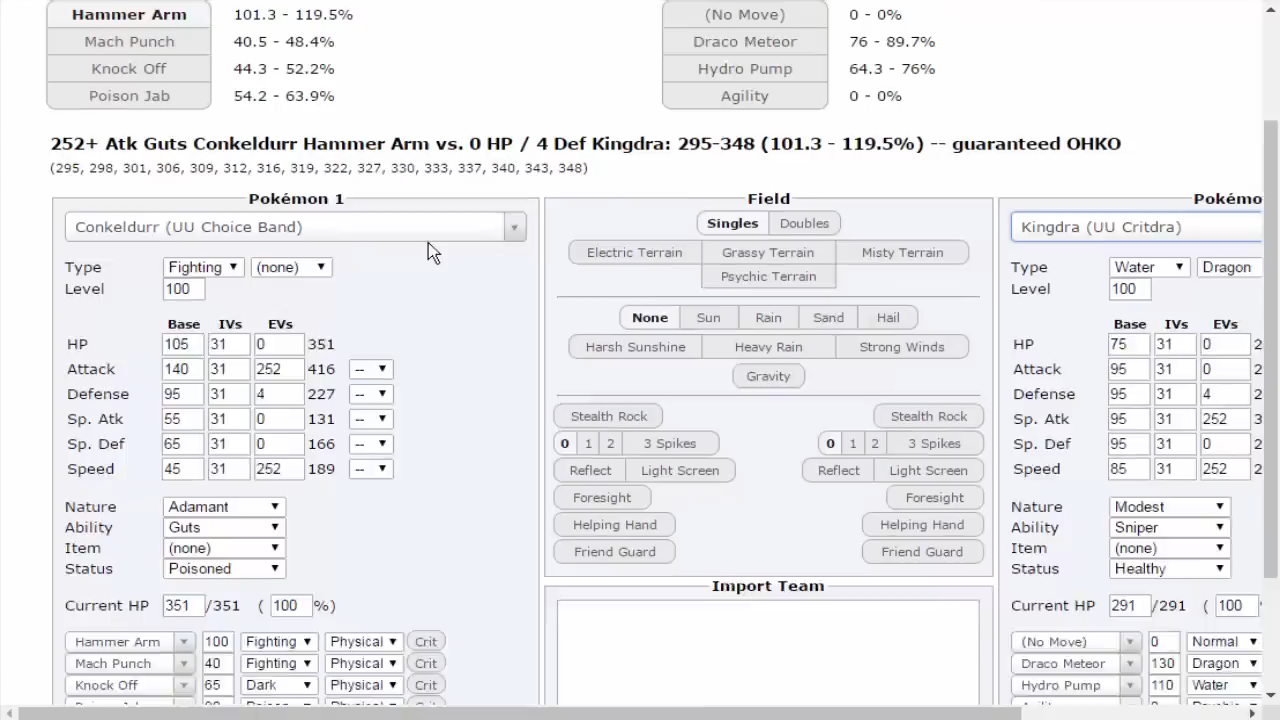 Hammer Arm 101.3 - 119.5% (No Move) 0 - 0%
Mach Punch 40.5 - 48.4% Draco Meteor 76 - 89.7%
Knock Off 44.3 - 52.2% Hydro Pump 64.3 - 76%
Poison Jab 54.2 - 63.9% Agility 0 - 0%
252+ Atk Guts Conkeldurr Hammer Arm vs. 0 HP / 4 Def Kingdra: 295-348 (101.3 - 119.5%) -- guaranteed OHKO
(295, 298, 301, 306, 309, 312, 316, 319, 322, 327, 330, 333, 337, 340, 343, 348)
Pokémon 1
Conkeldurr (UU Choice Band)
Type Fighting (none)
Level 100
Base IVs EVs
HP 105 31 0 351
Attack 140 31 252 416 --
Defense 95 31 4 227 --
Sp. Atk 55 31 0 131 --
Sp. Def 65 31 0 166 --
Speed 45 31 252 189 --
Nature Adamant
Ability Guts
Item (none)
Status Poisoned
Current HP 351 /351 ( 100 %)
Hammer Arm 100 Fighting Physical Crit
Mach Punch 40 Fighting Physical Crit
Knock Off 65 Dark Physical Crit
Field
Singles Doubles
Electric Terrain Grassy Terrain Misty Terrain
Psychic Terrain
None Sun Rain Sand Hail
Harsh Sunshine Heavy Rain Strong Winds
Gravity
Stealth Rock Stealth Rock
0 1 2 3 Spikes 0 1 2 3 Spikes
Reflect Light Screen Reflect Light Screen
Foresight Foresight
Helping Hand Helping Hand
Friend Guard Friend Guard
Import Team
Pokémo
Kingdra (UU Critdra)
Type Water Dragon
Level 100
Base IVs EVs
HP 75 31 0 2
Attack 95 31 0 2
Defense 95 31 4 2
Sp. Atk 95 31 252 3
Sp. Def 95 31 0 2
Speed 85 31 252 2
Nature Modest
Ability Sniper
Item (none)
Status Healthy
Current HP 291 /291 ( 100
(No Move) 0 Normal
Draco Meteor 130 Dragon
Hydro Pump 110 Water